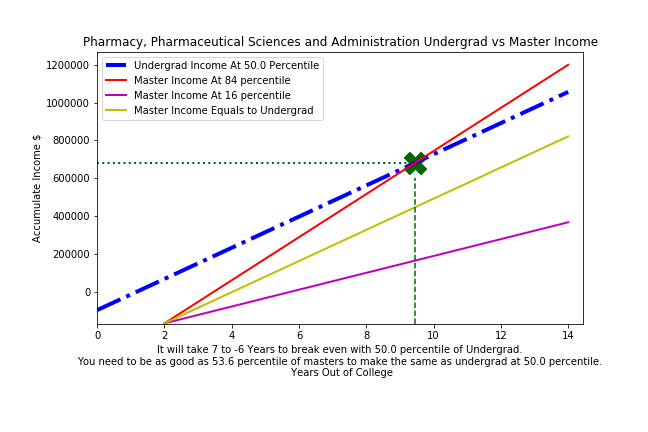 Pharmacy, Pharmaceutical Sciences and Administration Undergrad vs Master Income
Undergrad Income At 50.0 Percentile
Master Income At 84 percentile
Master Income At 16 percentile
Master Income Equals to Undergrad
Accumulate Income $
1200000
1000000
800000
600000
400000
200000
0
0 2 4 6 8 10 12 14
It will take 7 to -6 Years to break even with 50.0 percentile of Undergrad.
You need to be as good as 53.6 percentile of masters to make the same as undergrad at 50.0 percentile.
Years Out of College